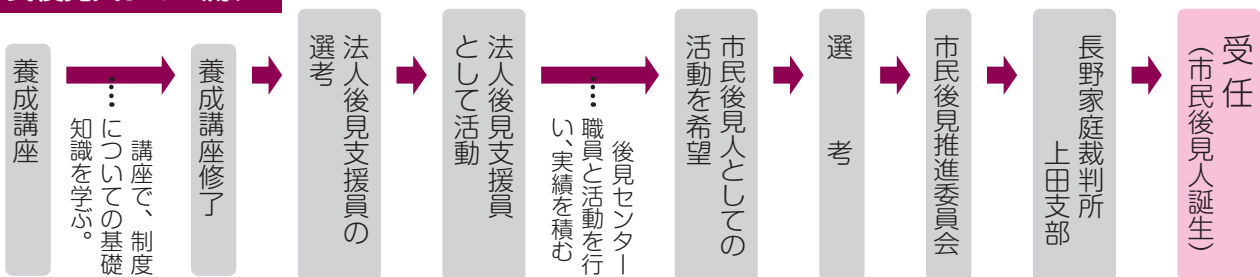 養成講座
講座で、制度
についての基礎
知識を学ぶ。
養成講座修了
法人後見支援員の
選考
法人後見支援員
として活動
後見センター
職員と活動を行
い、実績を積む
市民後見人としての
活動を希望
選考
市民後見推進委員会
長野家庭裁判所
上田支部
受任
（市民後見人誕生）